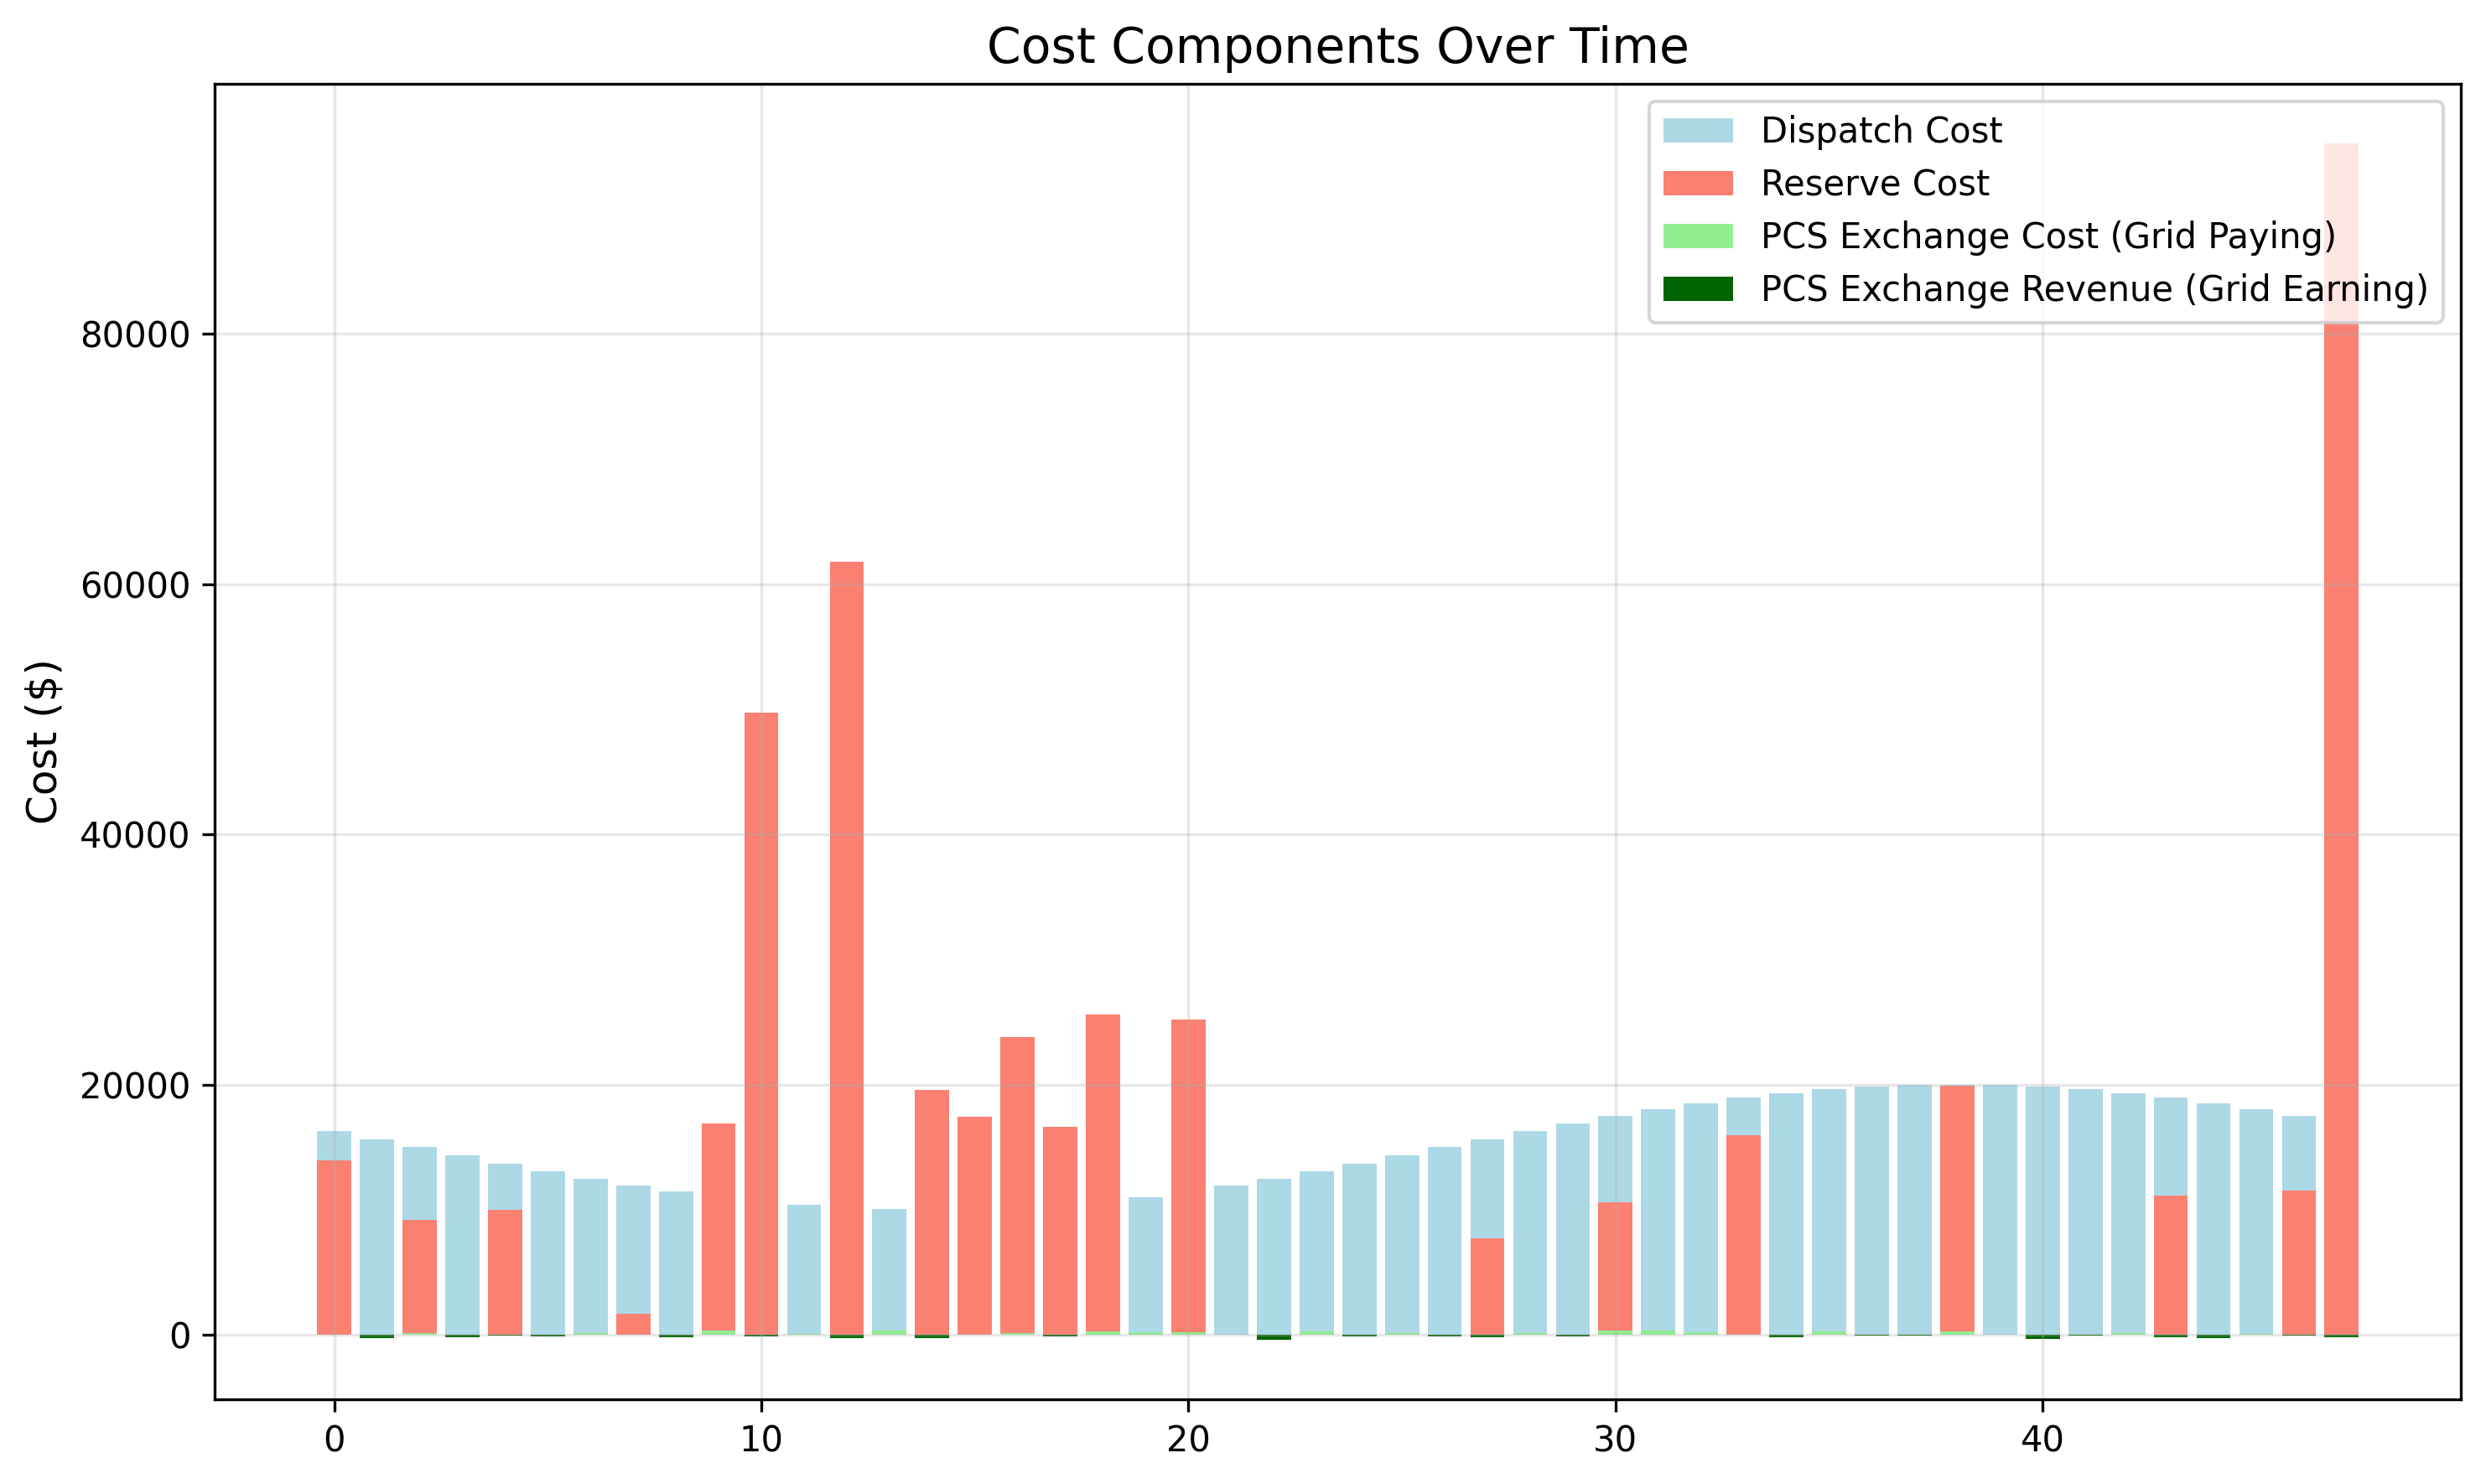 Cost Components Over Time
Dispatch Cost
Reserve Cost
PCS Exchange Cost (Grid Paying)
PCS Exchange Revenue (Grid Earning)
Cost ($)
80000
60000
40000
20000
0
0 10 20 30 40